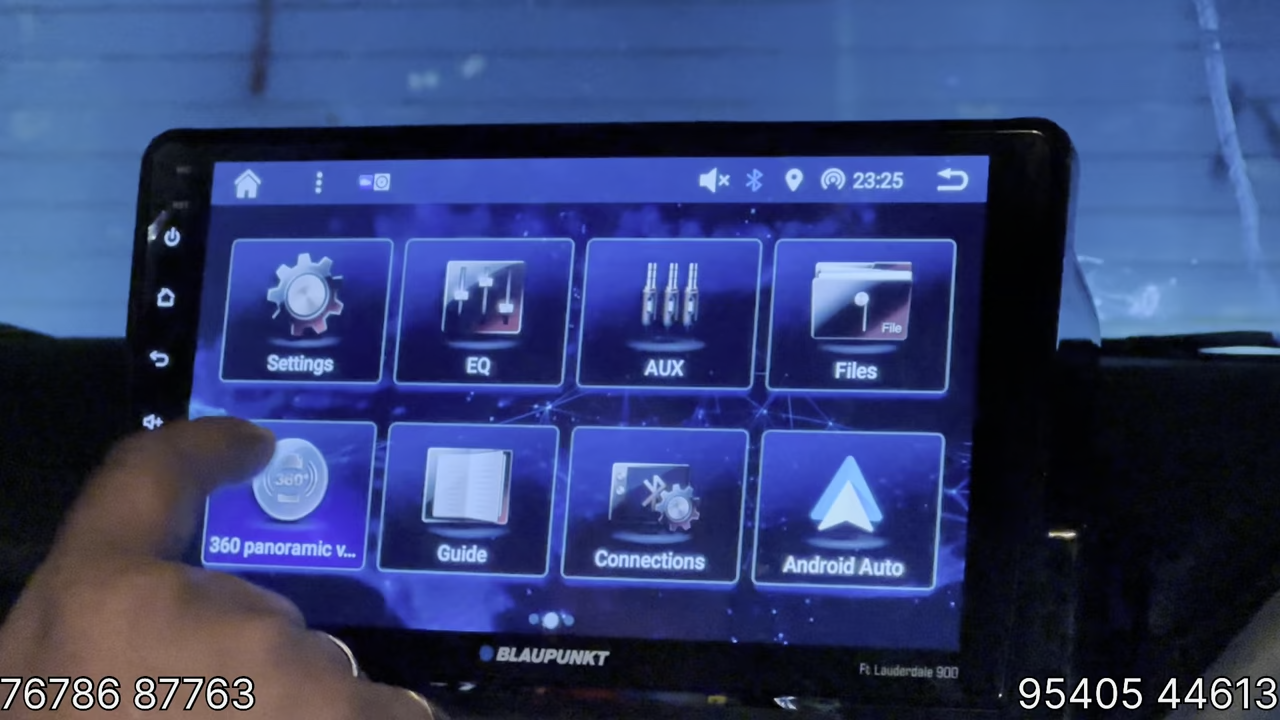 23:25
Settings
EQ
AUX
File
Files
360°
360 panoramic v...
Guide
Connections
Android Auto
BLAUPUNKT
Ft Lauderdale 900
76786 87763
95405 44613